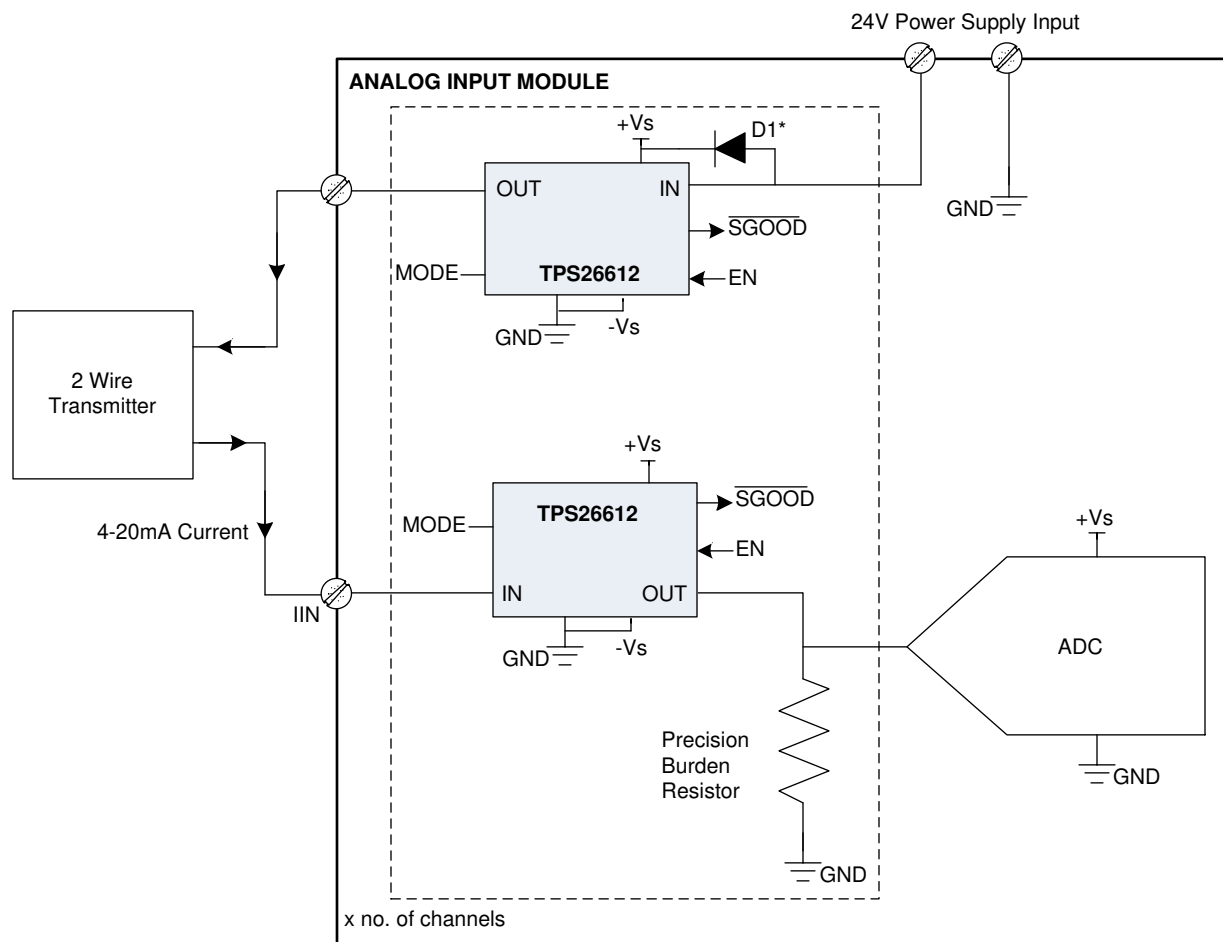 24V Power Supply Input
ANALOG INPUT MODULE
+Vs
D1*
OUT
IN
GND
SGOOD
MODE
TPS26612
EN
GND
-Vs
2 Wire
Transmitter
+Vs
TPS26612
SGOOD
MODE
EN
+Vs
4-20mA Current
IN
OUT
IIN
GND
-Vs
ADC
Precision
Burden
Resistor
GND
GND
x no. of channels